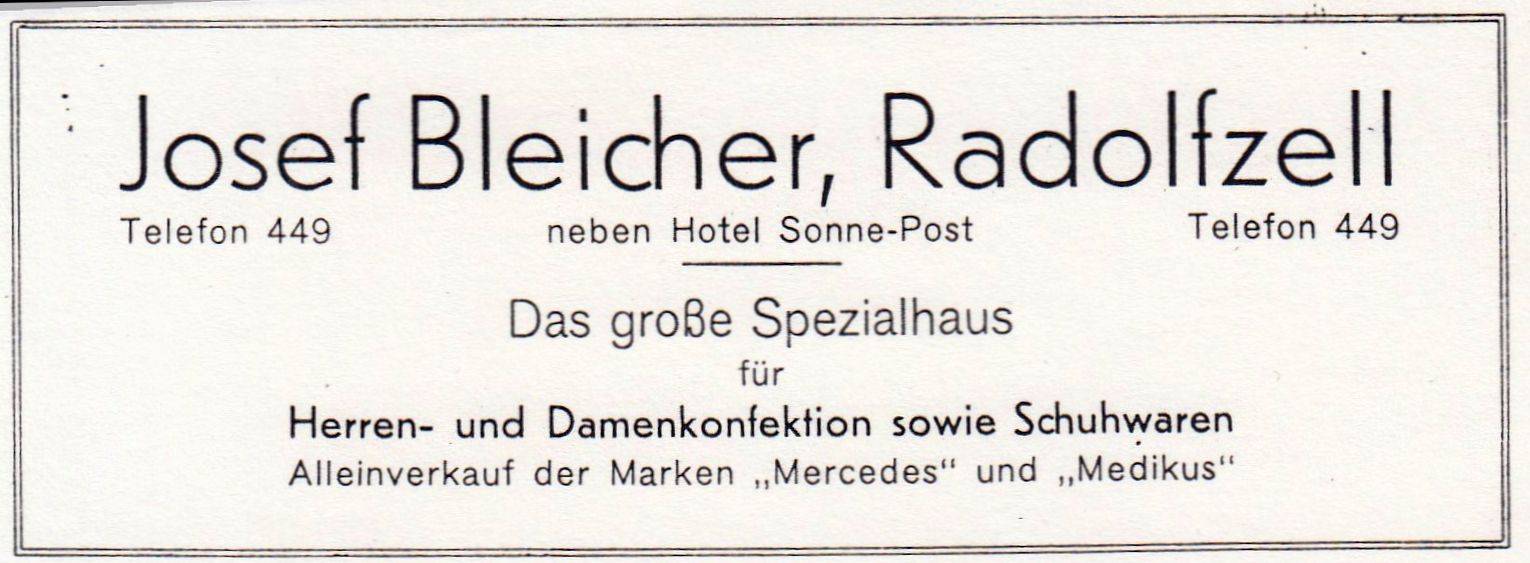 Josef Bleicher, Radolfzell
Telefon 449 neben Hotel Sonne-Post Telefon 449
Das große Spezialhaus
für
Herren- und Damenkonfektion sowie Schuhwaren
Alleinverkauf der Marken „Mercedes“ und „Medikus“